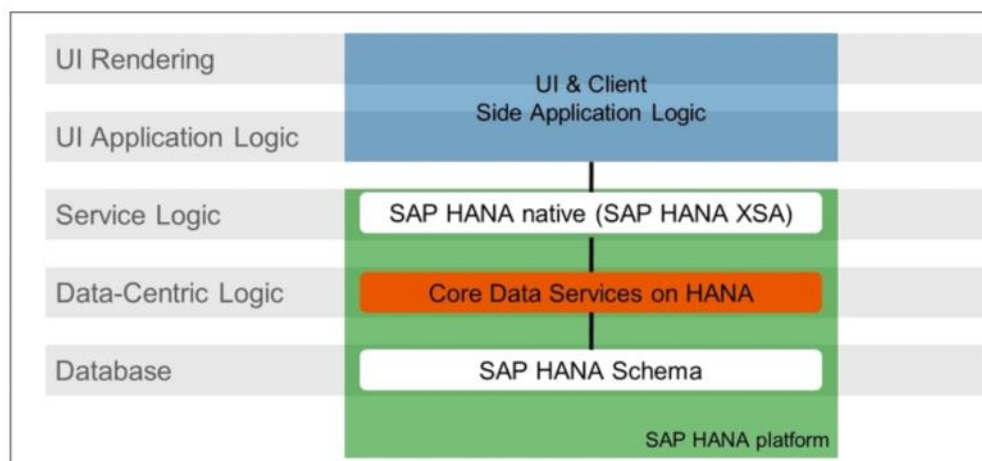 UI Rendering
UI & Client
Side Application Logic
UI Application Logic
Service Logic
SAP HANA native (SAP HANA XSA)
Data-Centric Logic
Core Data Services on HANA
Database
SAP HANA Schema
SAP HANA platform